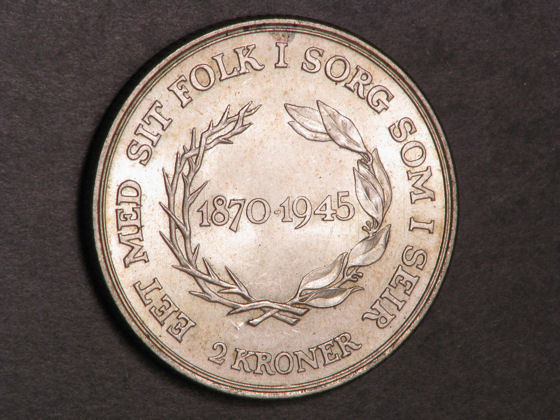 EET MED SIT FOLK I SORG SOM I SEIR
1870-1945
2 KRONER